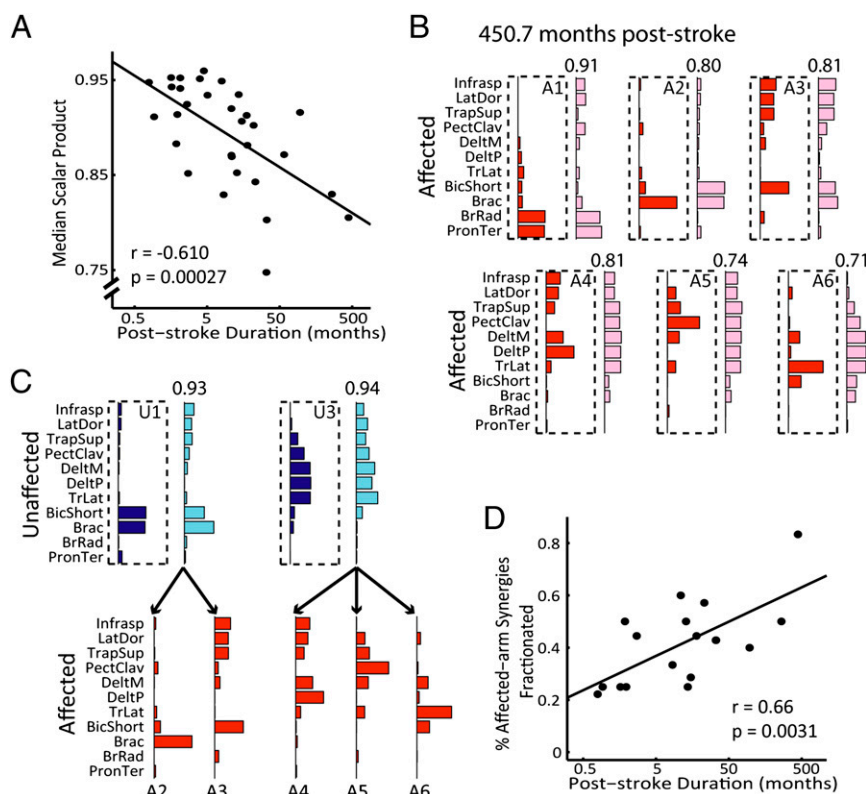 A
0.95
0.85
0.75
Median Scalar Product
r = -0.610
p = 0.00027
0.5 5 50 500
Post-stroke Duration (months)
B
450.7 months post-stroke
0.91 0.80 0.81
A1 A2 A3
Affected
Infrasp
LatDor
TrapSup
PectClav
DeltM
DeltP
TrLat
BicShort
Brac
BrRad
PronTer
0.81 0.74 0.71
A4 A5 A6
Affected
Infrasp
LatDor
TrapSup
PectClav
DeltM
DeltP
TrLat
BicShort
Brac
BrRad
PronTer
C
0.93 0.94
U1 U3
Unaffected
Infrasp
LatDor
TrapSup
PectClav
DeltM
DeltP
TrLat
BicShort
Brac
BrRad
PronTer
Affected
Infrasp
LatDor
TrapSup
PectClav
DeltM
DeltP
TrLat
BicShort
Brac
BrRad
PronTer
A2 A3 A4 A5 A6
D
% Affected-arm Synergies
Fractionated
0.8
0.6
0.4
0.2
0
r = 0.66
p = 0.0031
0.5 5 50 500
Post-stroke Duration (months)